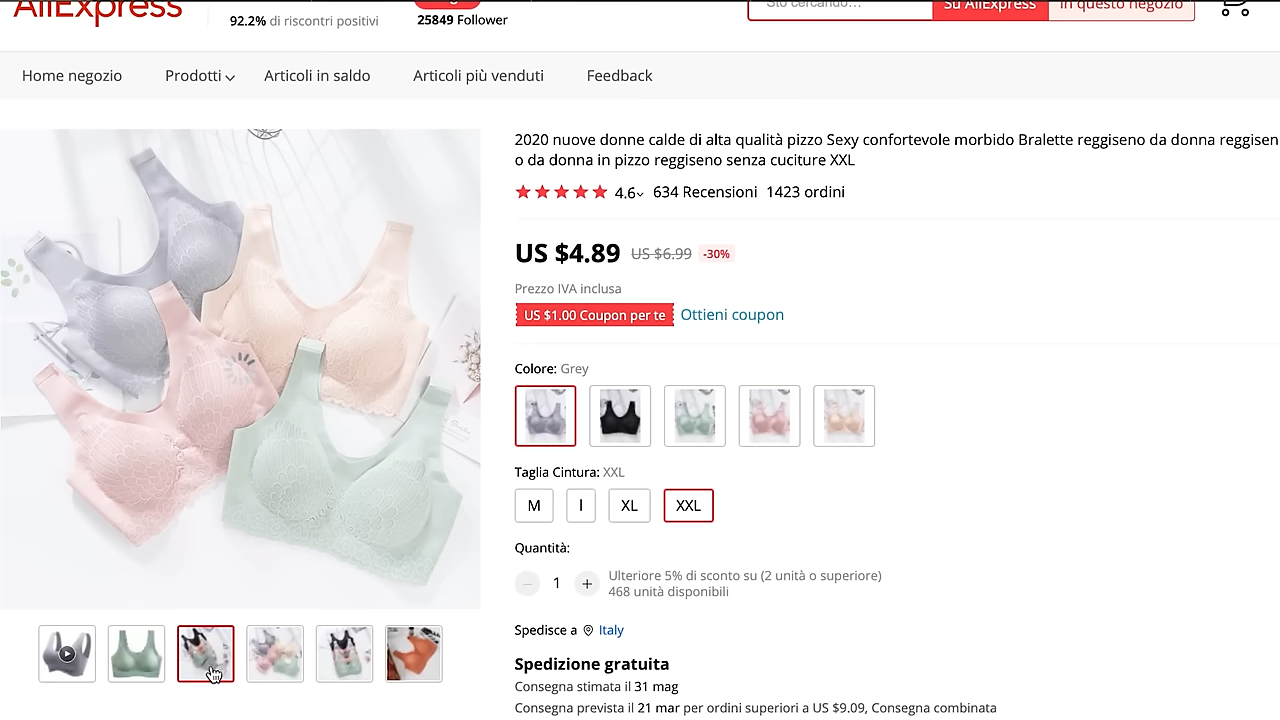 AliExpress
92.2% di riscontri positivi
25849 Follower
Sto cercando...
Su AliExpress
In questo negozio
Home negozio
Prodotti
Articoli in saldo
Articoli più venduti
Feedback
2020 nuove donne calde di alta qualità pizzo Sexy confortevole morbido Bralette reggiseno da donna reggisen
o da donna in pizzo reggiseno senza cuciture XXL
4.6 634 Recensioni 1423 ordini
US $4.89 US $6.99 -30%
Prezzo IVA inclusa
US $1.00 Coupon per te Ottieni coupon
Colore: Grey
Taglia Cintura: XXL
M l XL XXL
Quantità:
1
Ulteriore 5% di sconto su (2 unità o superiore)
468 unità disponibili
Spedisce a Italy
Spedizione gratuita
Consegna stimata il 31 mag
Consegna prevista il 21 mar per ordini superiori a US $9.09, Consegna combinata